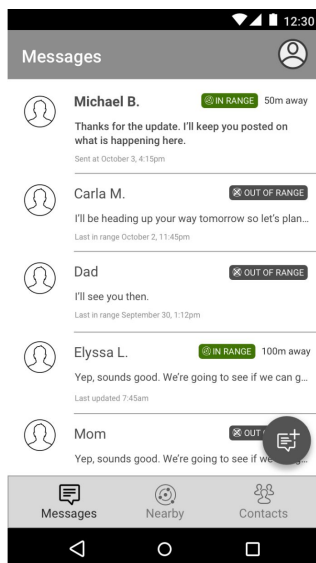 12:30
Messages
Michael B. IN RANGE 50m away
Thanks for the update. I'll keep you posted on
what is happening here.
Sent at October 3, 4:15pm
Carla M. OUT OF RANGE
I'll be heading up your way tomorrow so let's plan...
Last in range October 2, 11:45pm
Dad OUT OF RANGE
I'll see you then.
Last in range September 30, 1:12pm
Elyssa L. IN RANGE 100m away
Yep, sounds good. We're going to see if we can g...
Last updated 7:45am
Mom OUT
Yep, sounds good. We're going to see if we
Messages Nearby Contacts